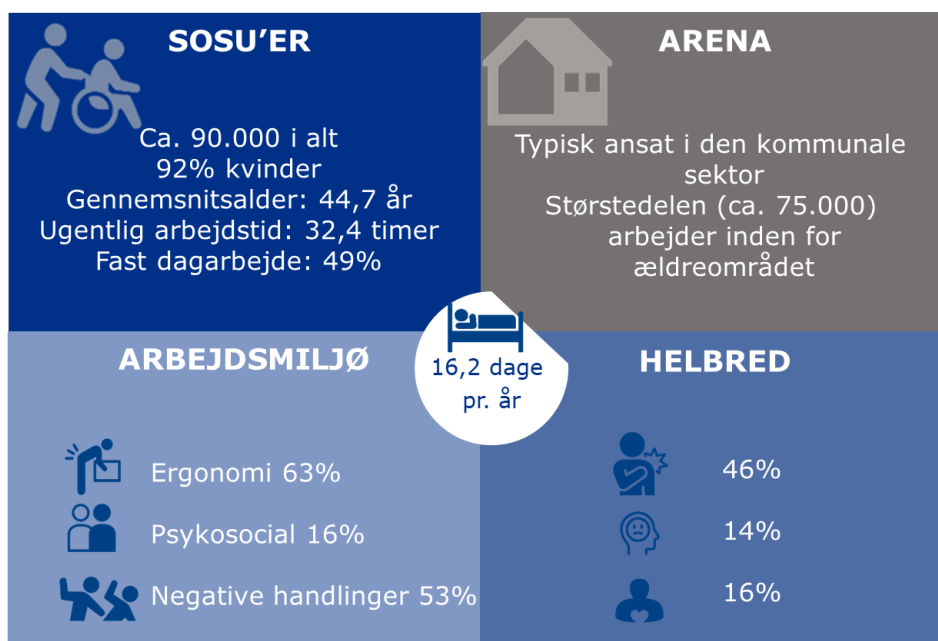 SOSU'ER
Ca. 90.000 i alt
92% kvinder
Gennemsnitsalder: 44,7 år
Ugentlig arbejdstid: 32,4 timer
Fast dagarbejde: 49%
ARENA
Typisk ansat i den kommunale
sektor
Størstedelen (ca. 75.000)
arbejder inden for
ældreområdet
16,2 dage
pr. år
ARBEJDSMILJØ
Ergonomi 63%
Psykosocial 16%
Negative handlinger 53%
HELBRED
46%
14%
16%